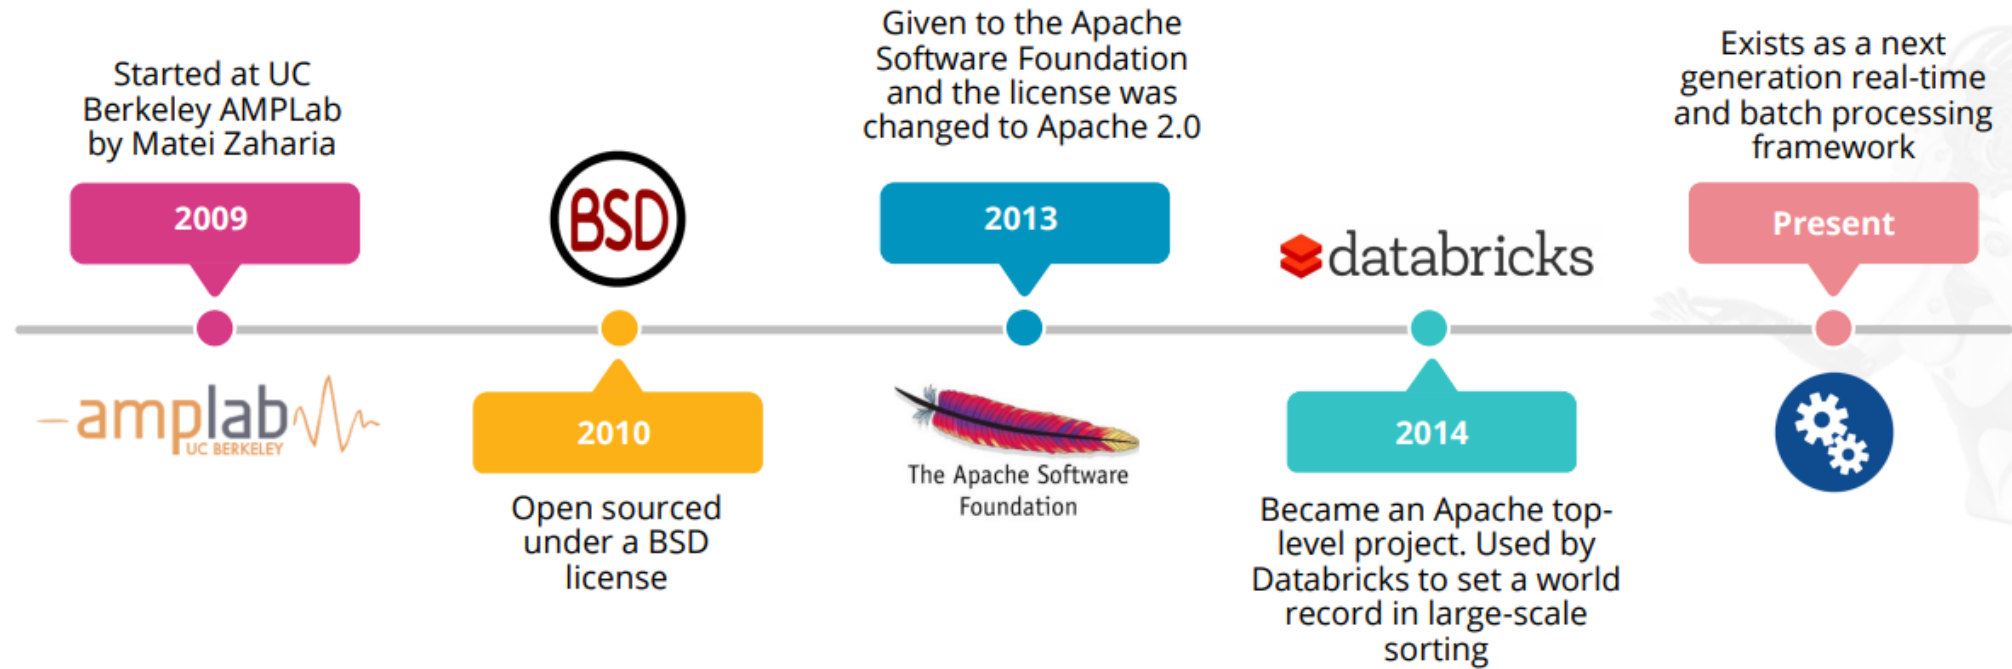 Started at UC
Berkeley AMPLab
by Matei Zaharia
2009
amplab
UC BERKELEY
BSD
2010
Open sourced
under a BSD
license
Given to the Apache
Software Foundation
and the license was
changed to Apache 2.0
2013
The Apache Software
Foundation
databricks
2014
Became an Apache top-
level project. Used by
Databricks to set a world
record in large-scale
sorting
Exists as a next
generation real-time
and batch processing
framework
Present